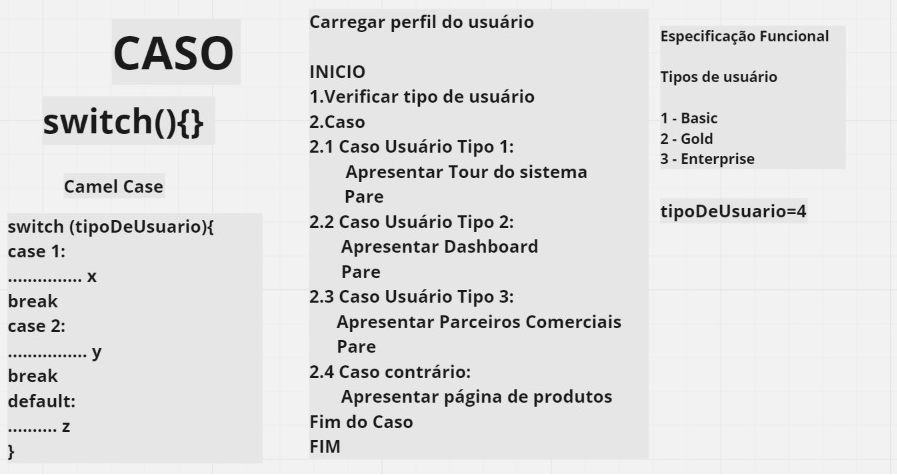 CASO
switch(){}
Camel Case
switch (tipoDeUsuario){
case 1:
............... x
break
case 2:
................ y
break
default:
.......... z
}
Carregar perfil do usuário
INICIO
1.Verificar tipo de usuário
2.Caso
2.1 Caso Usuário Tipo 1:
Apresentar Tour do sistema
Pare
2.2 Caso Usuário Tipo 2:
Apresentar Dashboard
Pare
2.3 Caso Usuário Tipo 3:
Apresentar Parceiros Comerciais
Pare
2.4 Caso contrário:
Apresentar página de produtos
Fim do Caso
FIM
Especificação Funcional
Tipos de usuário
1 - Basic
2 - Gold
3 - Enterprise
tipoDeUsuario=4